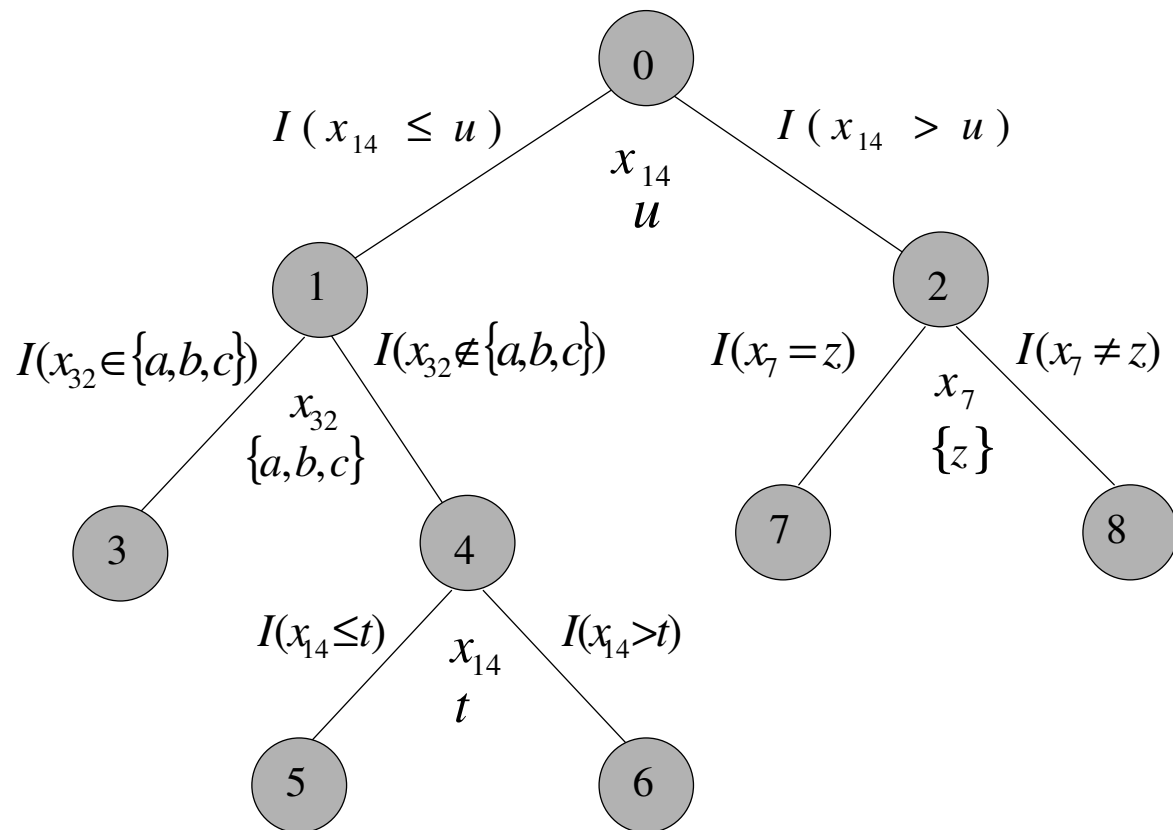 0
I ( x₁₄ ≤ u )
I ( x₁₄ > u )
x₁₄
u
1
2
I(x₃₂∈{a,b,c})
I(x₃₂∉{a,b,c})
I(x₇=z)
I(x₇≠z)
x₃₂
{a,b,c}
x₇
{z}
3
4
7
8
I(x₁₄≤t)
I(x₁₄>t)
x₁₄
t
5
6